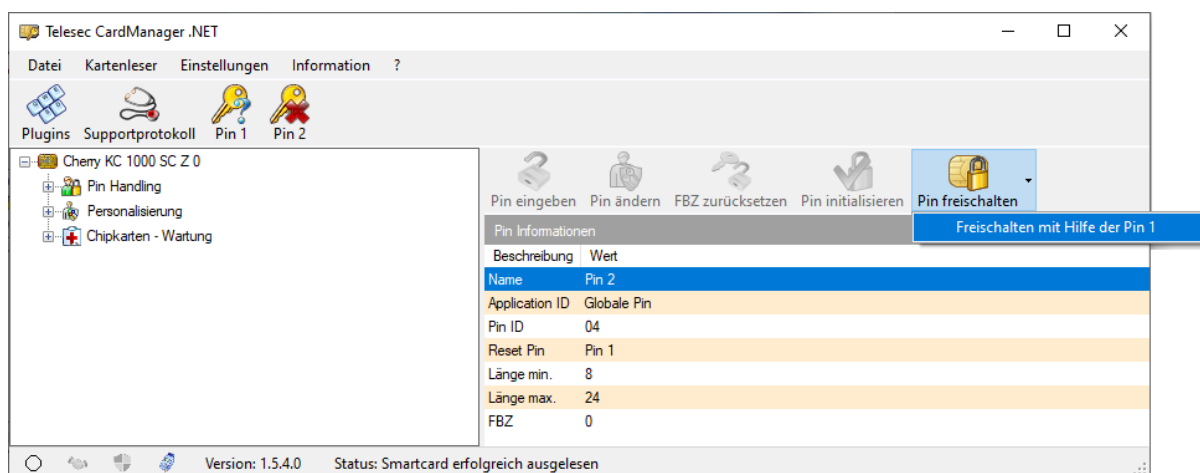 Telesec CardManager .NET
Datei Kartenleser Einstellungen Information ?
Plugins Supportprotokoll Pin 1 Pin 2
Cherry KC 1000 SC Z 0
Pin Handling
Personalisierung
Chipkarten - Wartung
Pin eingeben Pin ändern FBZ zurücksetzen Pin initialisieren Pin freischalten
Freischalten mit Hilfe der Pin 1
Pin Informationen
Beschreibung Wert
Name Pin 2
Application ID Globale Pin
Pin ID 04
Reset Pin Pin 1
Länge min. 8
Länge max. 24
FBZ 0
Version: 1.5.4.0 Status: Smartcard erfolgreich ausgelesen